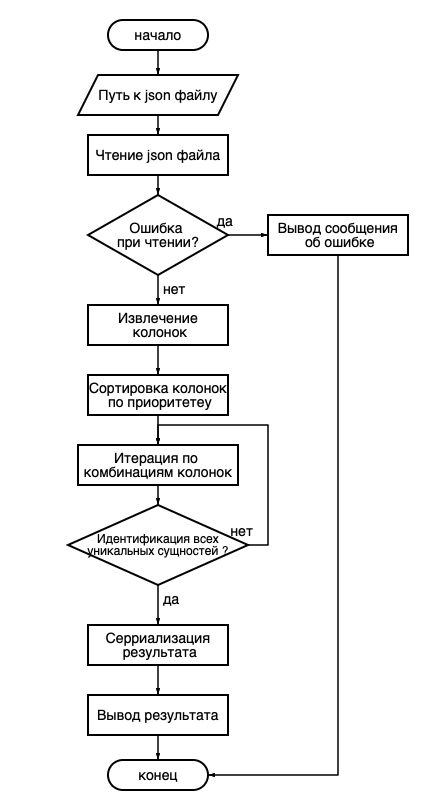 начало
Путь к json файлу
Чтение json файла
Ошибка
при чтении?
да
Вывод сообщения
об ошибке
нет
Извлечение
колонок
Сортировка колонок
по приоритетеу
Итерация по
комбинациям колонок
Идентификация всех
уникальных сущностей ?
нет
да
Серриализация
результата
Вывод результата
конец